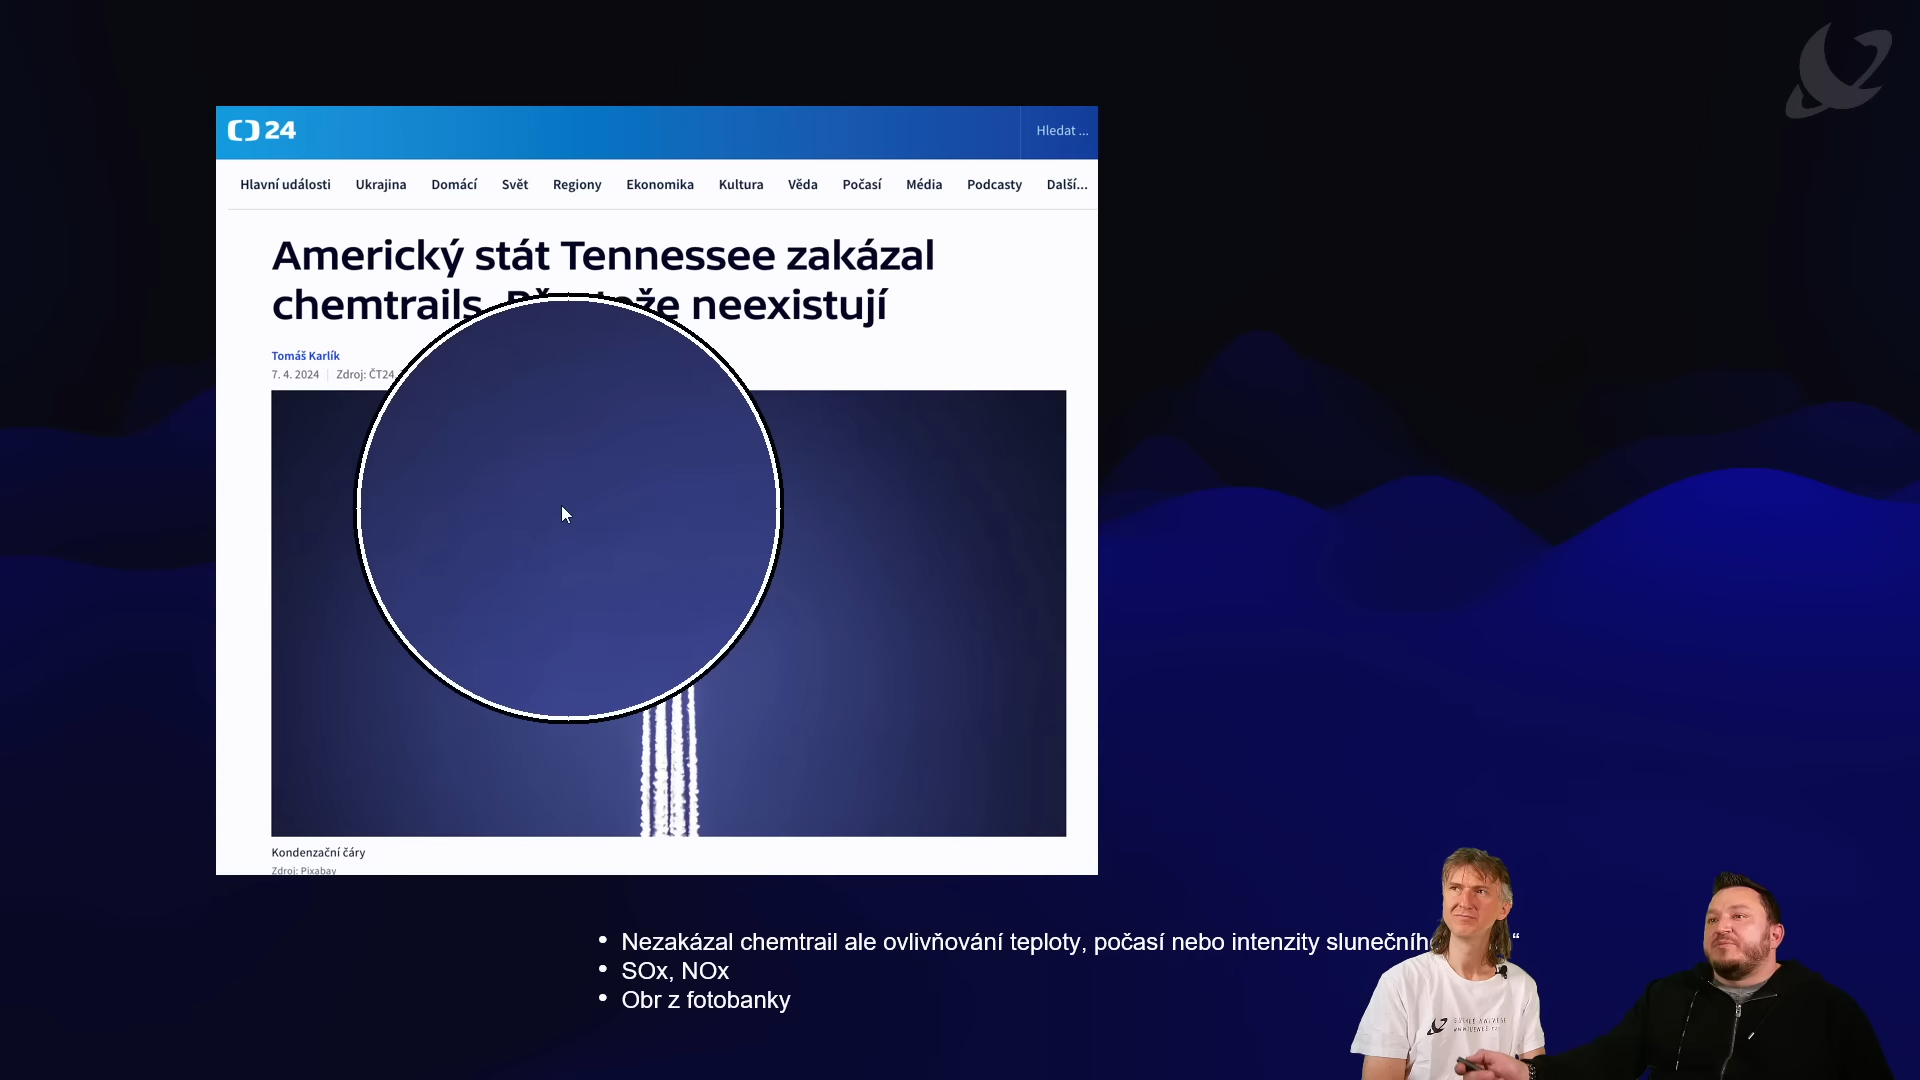 24
Hledat ...
Hlavní události Ukrajina Domácí Svět Regiony Ekonomika Kultura Věda Počasí Média Podcasty Další...
Americký stát Tennessee zakázal
chemtrails. neexistují
Tomáš Karlík
7. 4. 2024 Zdroj: ČT24
Kondenzační čáry
Zdroj: Pixabay
• Nezakázal chemtrail ale ovlivňování teploty, počasí nebo intenzity “
• SOx, NOx
• Obr z fotobanky